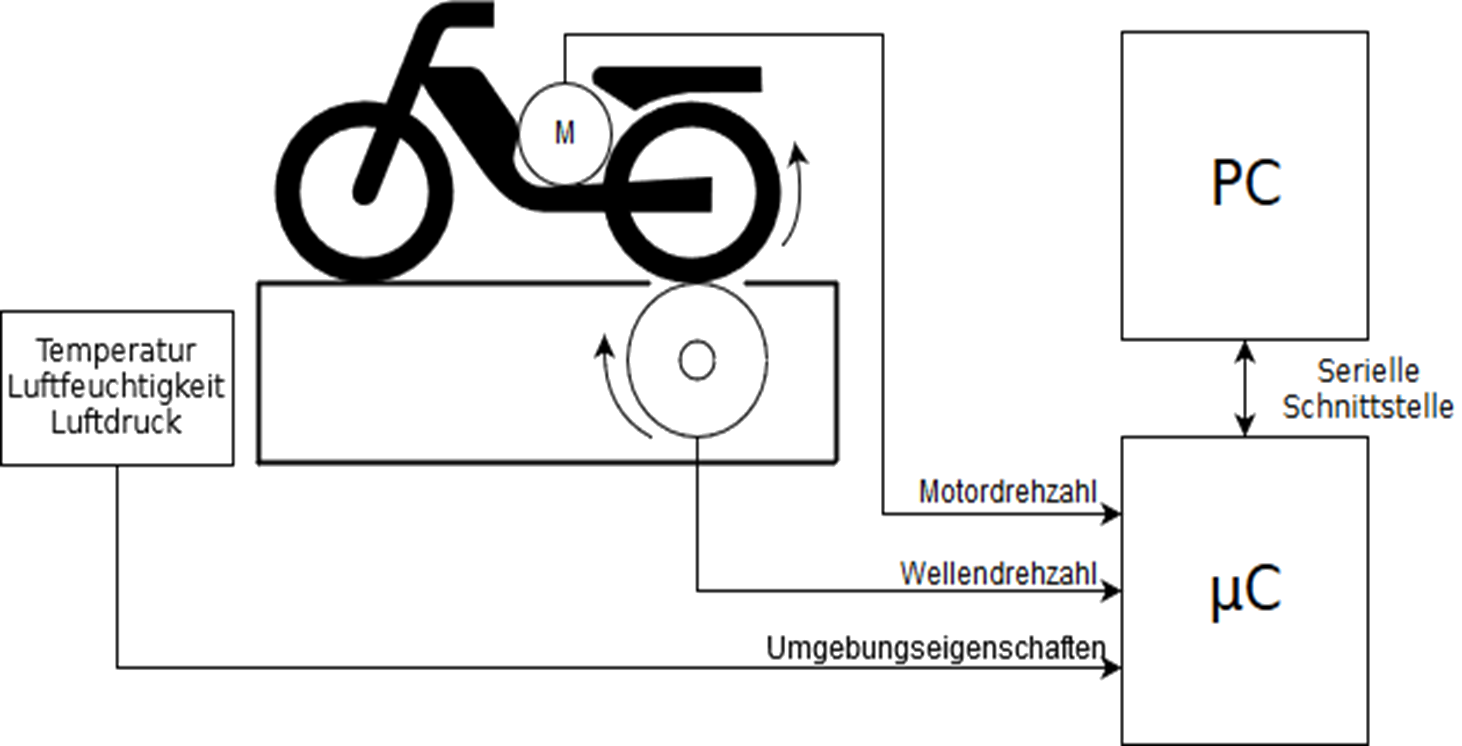 M
PC
Temperatur
Luftfeuchtigkeit
Luftdruck
Serielle
Schnittstelle
Motordrehzahl
Wellendrehzahl
µC
Umgebungseigenschaften